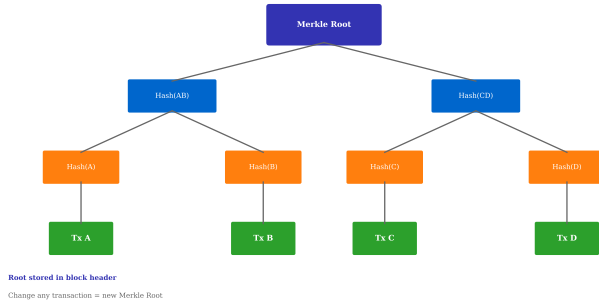 Merkle Root
Hash(AB)
Hash(CD)
Hash(A)
Hash(B)
Hash(C)
Hash(D)
Tx A
Tx B
Tx C
Tx D
Root stored in block header
Change any transaction = new Merkle Root